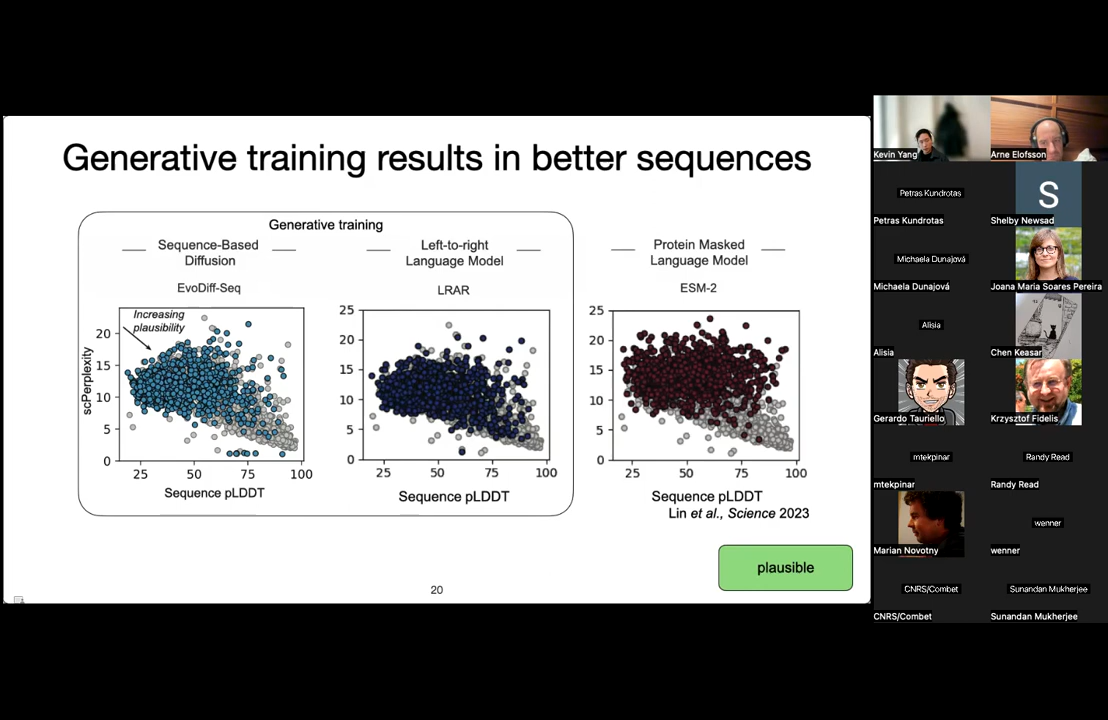 Generative training results in better sequences
Generative training
Sequence-Based
Diffusion
EvoDiff-Seq
Left-to-right
Language Model
LRAR
Protein Masked
Language Model
ESM-2
Increasing
plausibility
scPerplexity
20
15
10
5
0
25 50 75 100
Sequence pLDDT
25
20
15
10
5
0
25 50 75 100
Sequence pLDDT
25
20
15
10
5
0
25 50 75 100
Sequence pLDDT
Lin et al., Science 2023
plausible
20
Kevin Yang
Arne Elofsson
Petras Kundrotas
Petras Kundrotas
S
Shelby Newsad
Michaela Dunajová
Michaela Dunajová
Joana Maria Soares Pereira
Alisia
Alisia
Chen Keasar
Gerardo Tauriello
Krzysztof Fidelis
mtekpinar
mtekpinar
Randy Read
Randy Read
Marian Novotny
wenner
wenner
CNRS/Combet
CNRS/Combet
Sunandan Mukherjee
Sunandan Mukherjee